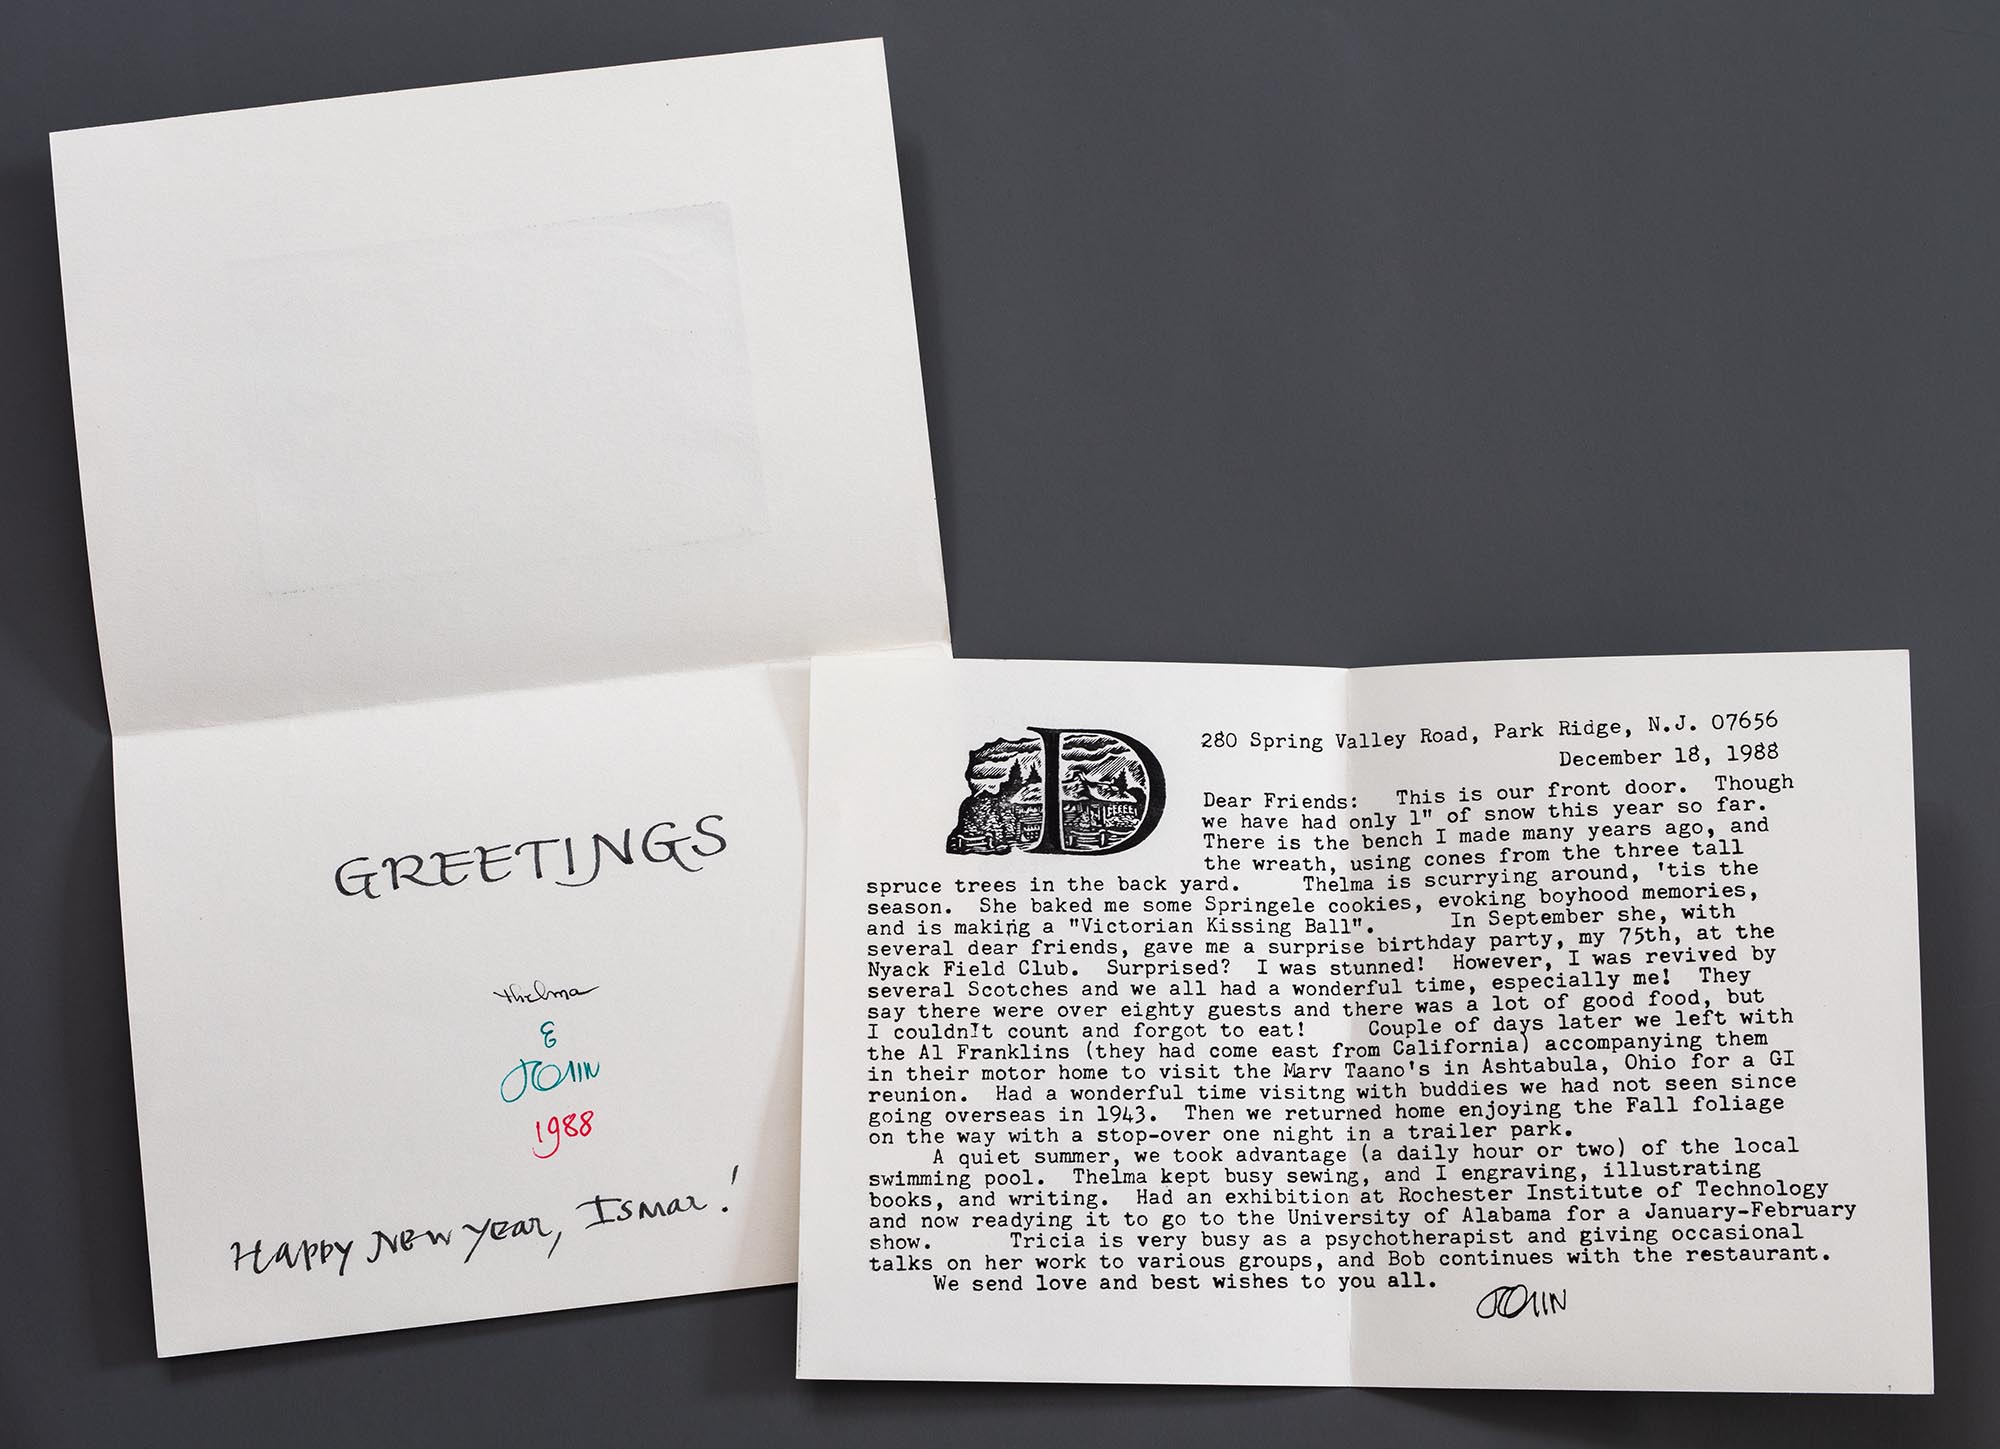 GREETINGS
Thelma
&
JOHN
1988
Happy New Year, Ismar!
D
280 Spring Valley Road, Park Ridge, N.J. 07656
December 18, 1988
Dear Friends: This is our front door. Though
we have had only 1" of snow this year so far.
There is the bench I made many years ago, and
the wreath, using cones from the three tall
spruce trees in the back yard. Thelma is scurrying around, 'tis the
season. She baked me some Springele cookies, evoking boyhood memories,
and is making a "Victorian Kissing Ball". In September she, with
several dear friends, gave me a surprise birthday party, my 75th, at the
Nyack Field Club. Surprised? I was stunned! However, I was revived by
several Scotches and we all had a wonderful time, especially me! They
say there were over eighty guests and there was a lot of good food, but
I couldn't count and forgot to eat! Couple of days later we left with
the Al Franklins (they had come east from California) accompanying them
in their motor home to visit the Marv Taano's in Ashtabula, Ohio for a GI
reunion. Had a wonderful time visitng with buddies we had not seen since
going overseas in 1943. Then we returned home enjoying the Fall foliage
on the way with a stop-over one night in a trailer park.
A quiet summer, we took advantage (a daily hour or two) of the local
swimming pool. Thelma kept busy sewing, and I engraving, illustrating
books, and writing. Had an exhibition at Rochester Institute of Technology
and now readying it to go to the University of Alabama for a January-February
show. Tricia is very busy as a psychotherapist and giving occasional
talks on her work to various groups, and Bob continues with the restaurant.
We send love and best wishes to you all.
JOHN